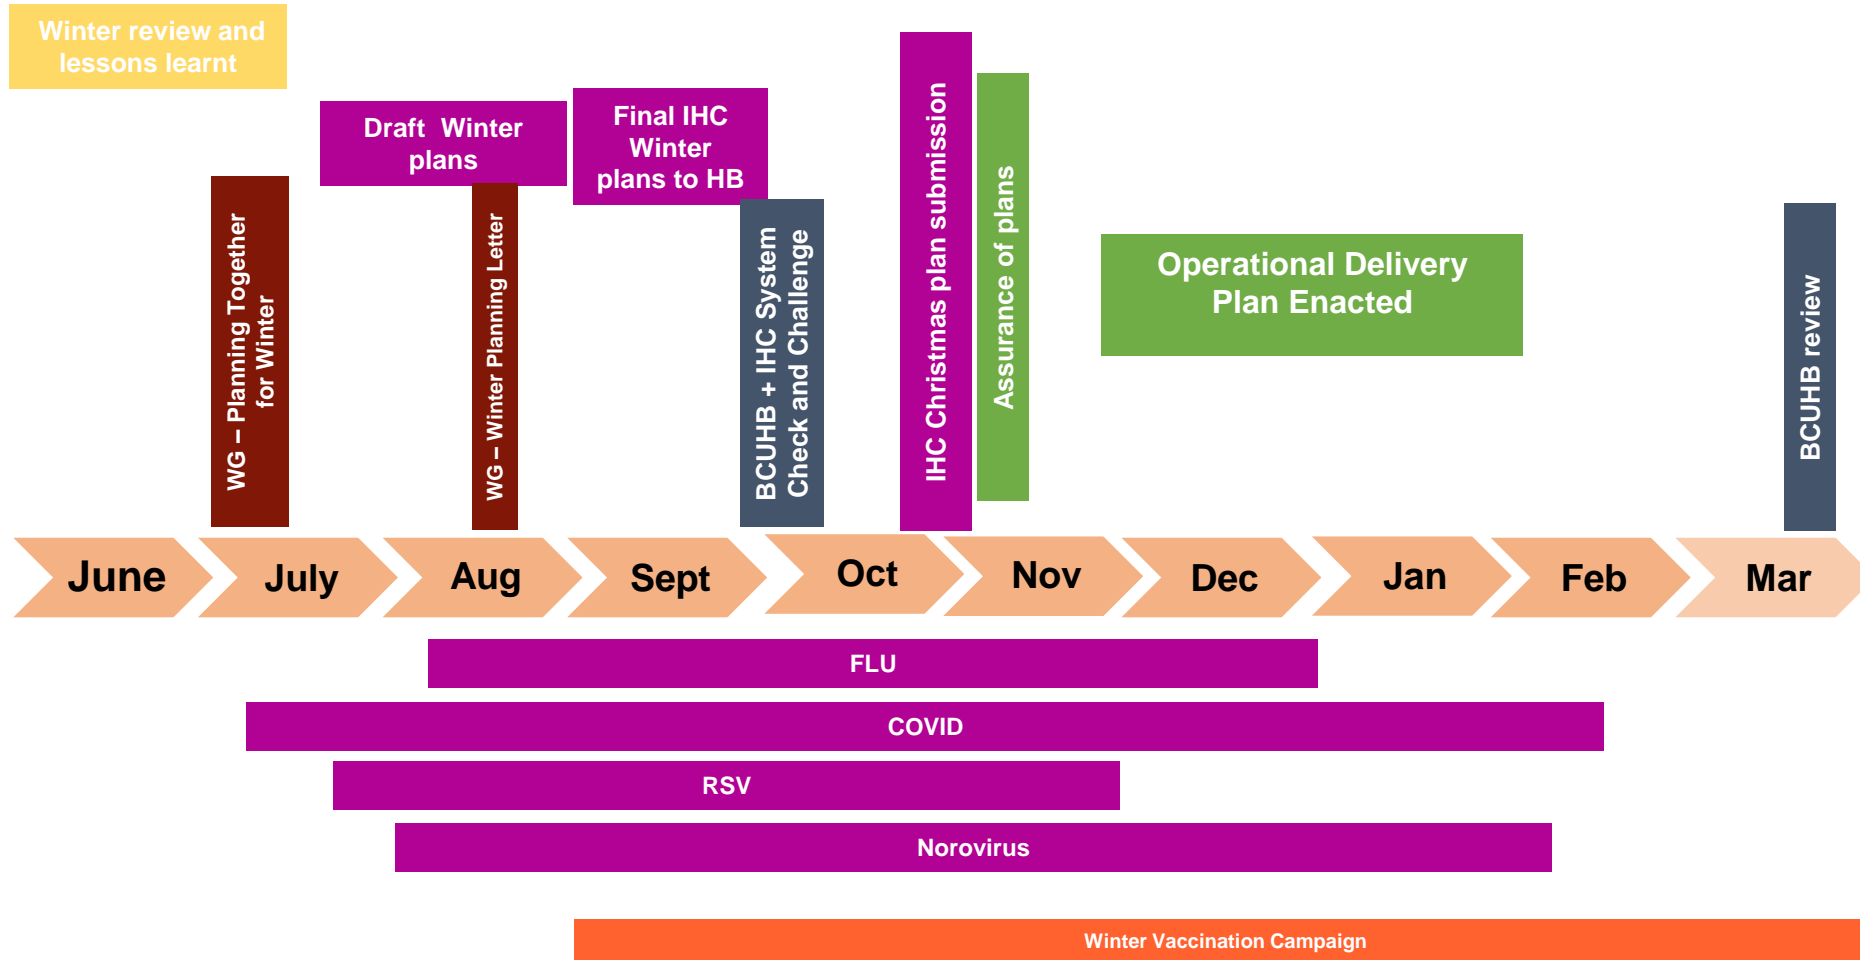 Winter review and
lessons learnt
Draft Winter
plans
Final IHC
Winter
plans to HB
WG – Planning Together
for Winter
WG – Winter Planning Letter
BCUHB + IHC System
Check and Challenge
IHC Christmas plan submission
Assurance of plans
Operational Delivery
Plan Enacted
BCUHB review
June
July
Aug
Sept
Oct
Nov
Dec
Jan
Feb
Mar
FLU
COVID
RSV
Norovirus
Winter Vaccination Campaign